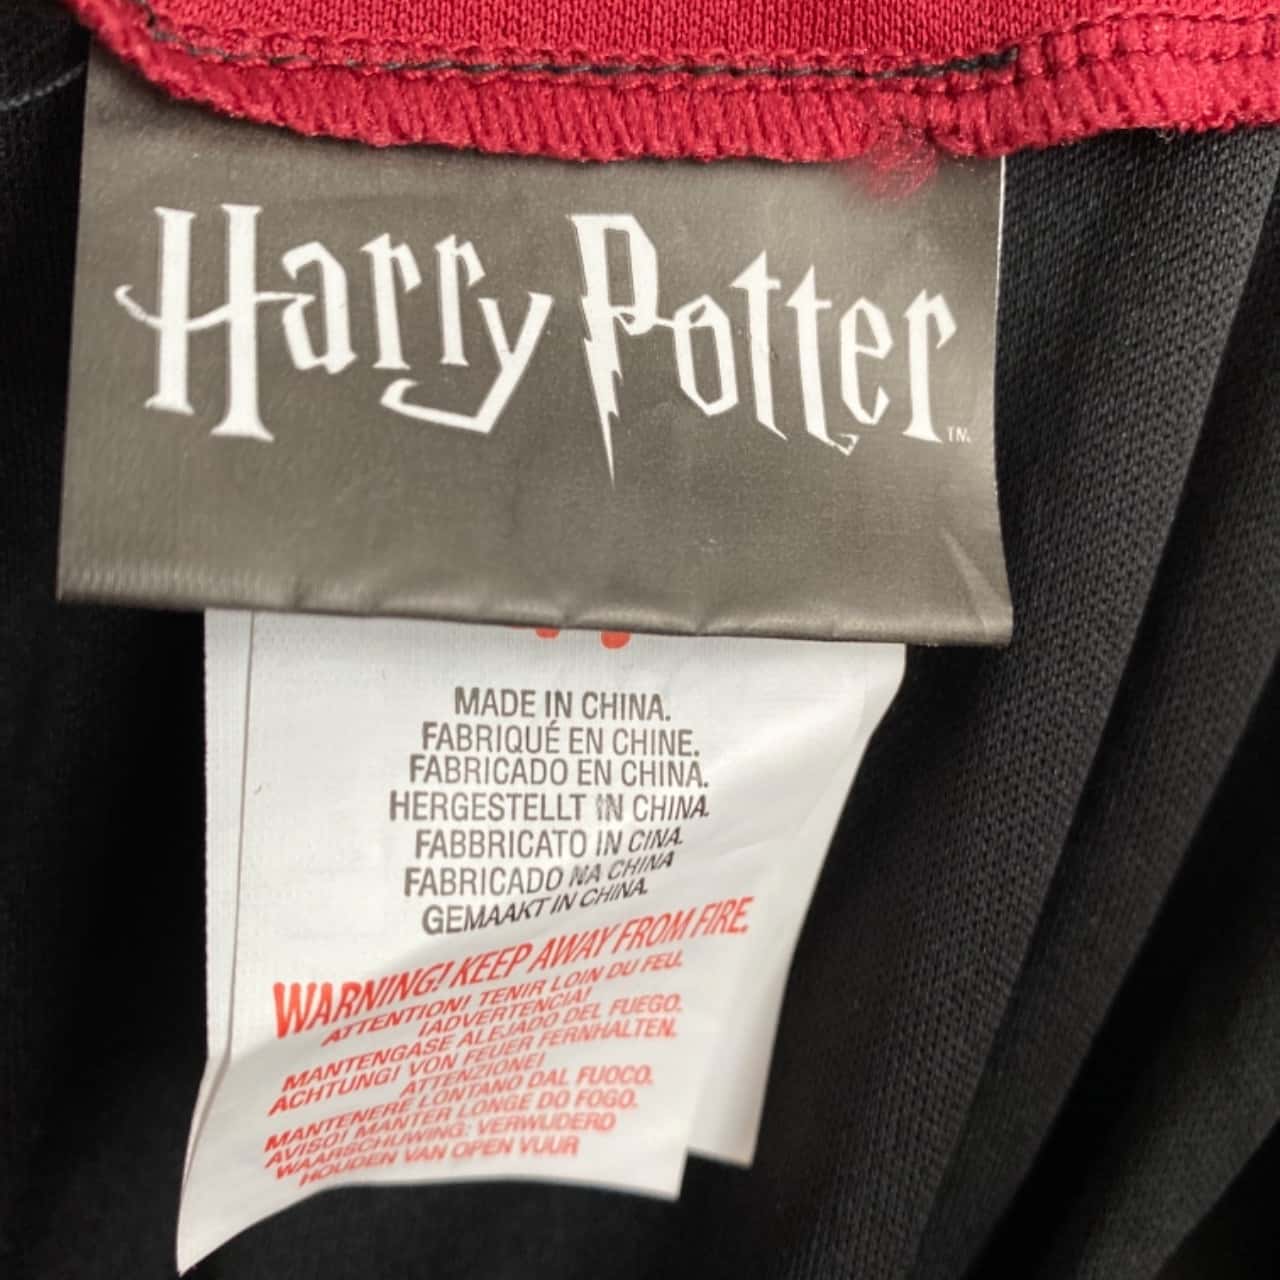 Harry Potter™
MADE IN CHINA.
FABRIQUÉ EN CHINE.
FABRICADO EN CHINA.
HERGESTELLT IN CHINA.
FABBRICATO IN CINA.
FABRICADO NA CHINA
GEMAAKT IN CHINA.
WARNING! KEEP AWAY FROM FIRE.
ATTENTION! TENIR LOIN DU FEU.
¡ADVERTENCIA!
MANTENGASE ALEJADO DEL FUEGO.
ACHTUNG! VON FEUER FERNHALTEN.
ATTENZIONE!
MANTENERE LONTANO DAL FUOCO.
AVISO! MANTER LONGE DO FOGO.
WAARSCHUWING: VERWIJDERD
HOUDEN VAN OPEN VUUR